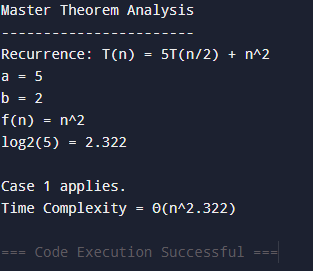 Master Theorem Analysis
-----------------------
Recurrence: T(n) = 5T(n/2) + n^2
a = 5
b = 2
f(n) = n^2
log2(5) = 2.322
Case 1 applies.
Time Complexity = Θ(n^2.322)
=== Code Execution Successful ===